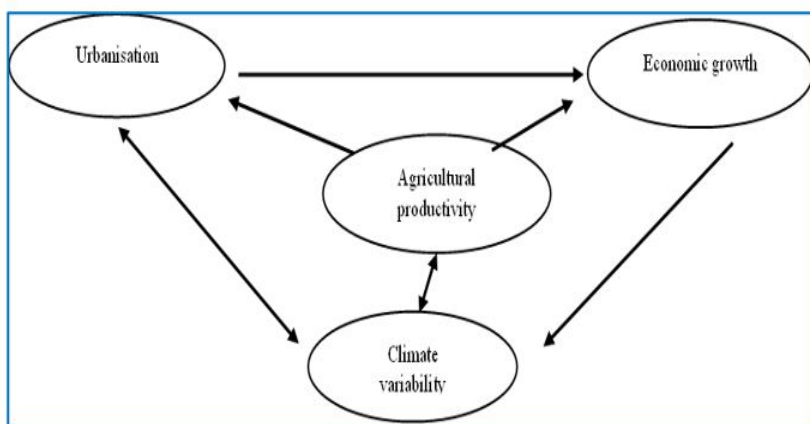 Urbanisation
Economic growth
Agricultural
productivity
Climate
variability